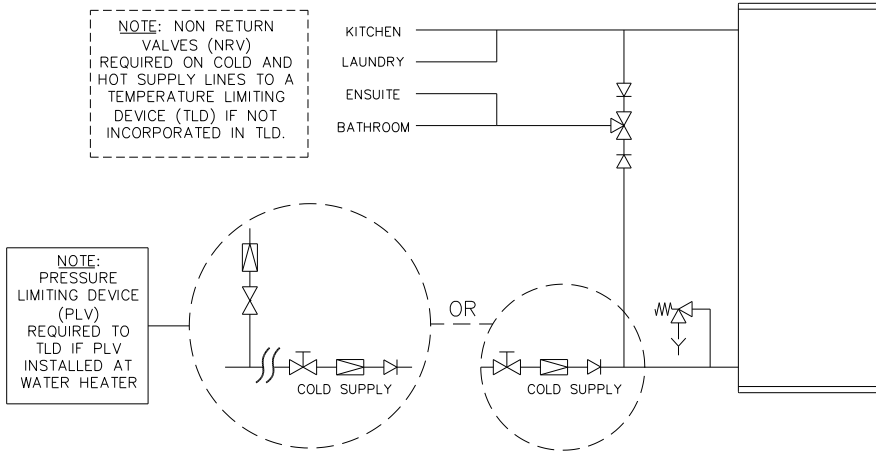 NOTE: NON RETURN
VALVES (NRV)
REQUIRED ON COLD AND
HOT SUPPLY LINES TO A
TEMPERATURE LIMITING
DEVICE (TLD) IF NOT
INCORPORATED IN TLD.
KITCHEN
LAUNDRY
ENSUITE
BATHROOM
NOTE:
PRESSURE
LIMITING DEVICE
(PLV)
REQUIRED TO
TLD IF PLV
INSTALLED AT
WATER HEATER
OR
COLD SUPPLY
COLD SUPPLY